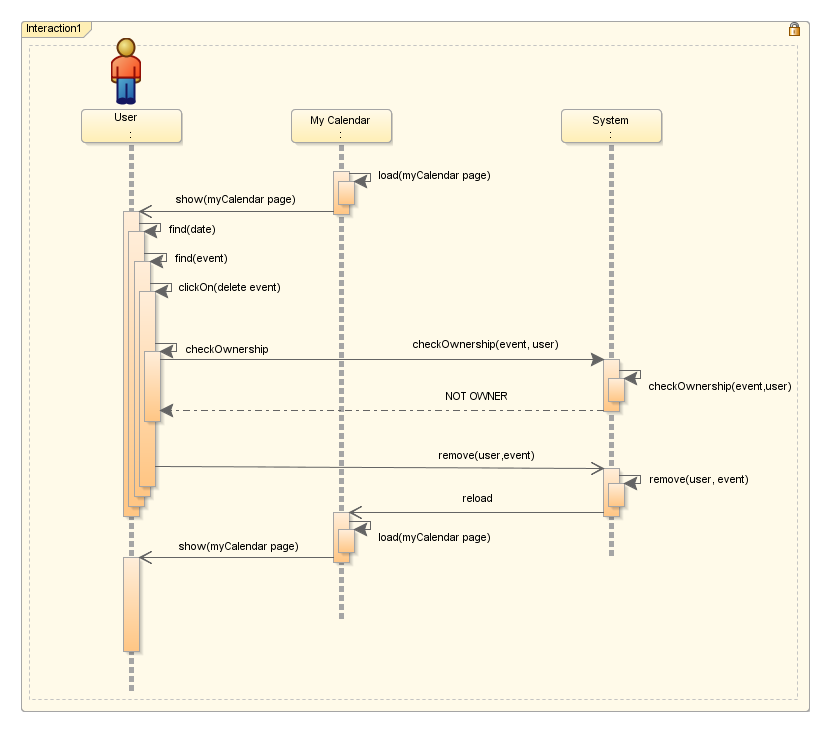 Interaction1
User
:
My Calendar
:
System
:
load(myCalendar page)
show(myCalendar page)
find(date)
find(event)
clickOn(delete event)
checkOwnership
checkOwnership(event, user)
checkOwnership(event,user)
NOT OWNER
remove(user,event)
remove(user, event)
reload
load(myCalendar page)
show(myCalendar page)